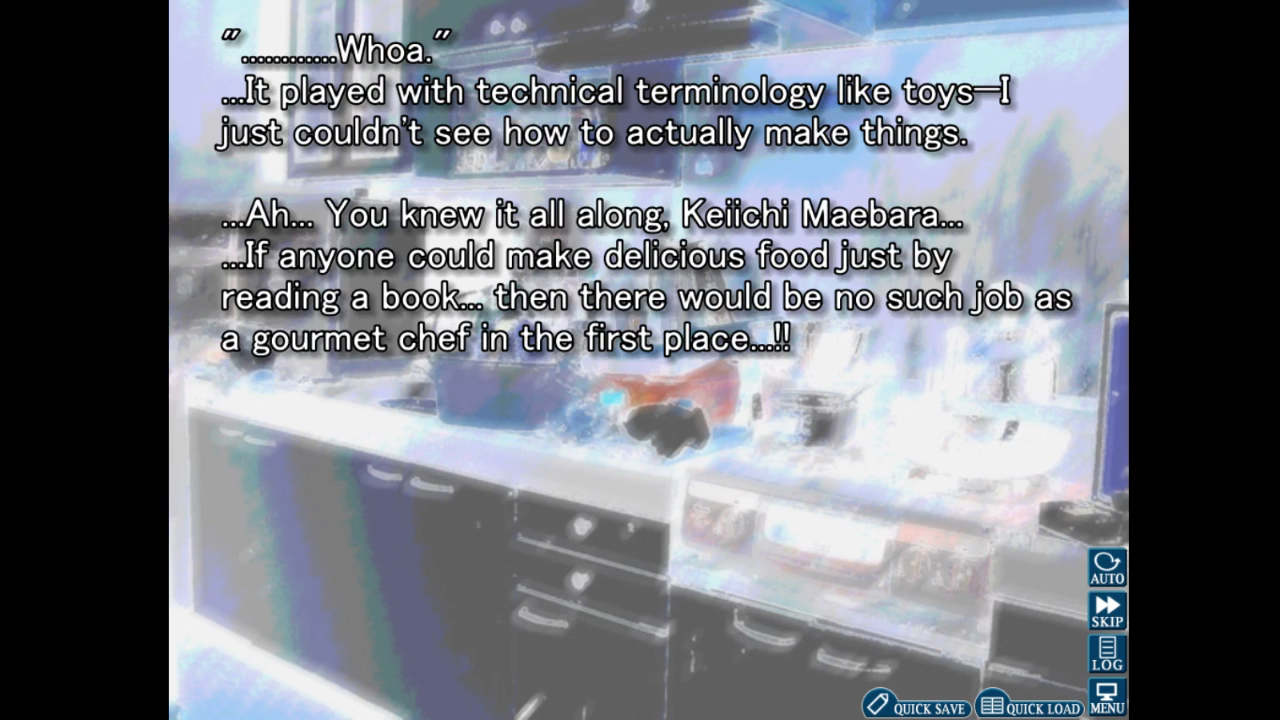 "............Whoa."
...It played with technical terminology like toys—I
just couldn't see how to actually make things.
...Ah... You knew it all along, Keiichi Maebara...
...If anyone could make delicious food just by
reading a book... then there would be no such job as
a gourmet chef in the first place...!!
AUTO
SKIP
LOG
MENU
QUICK SAVE
QUICK LOAD